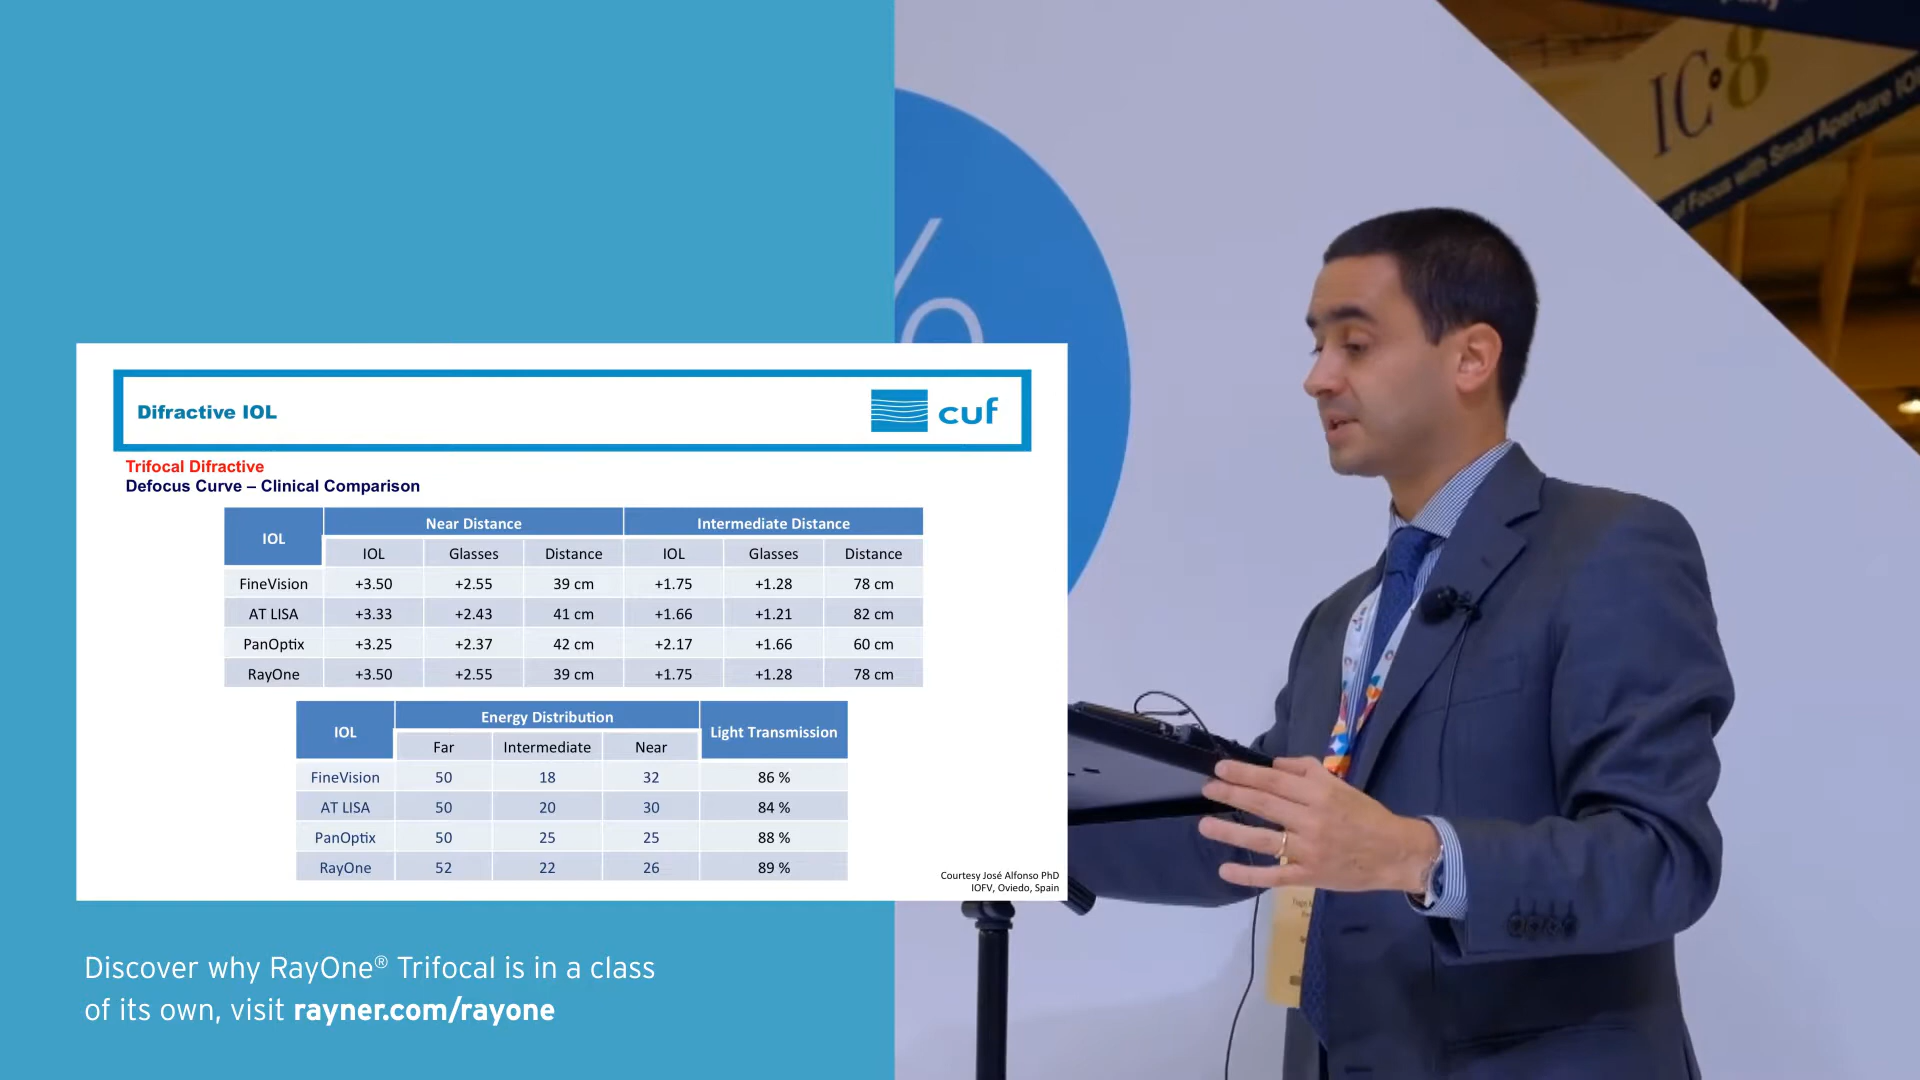 Difractive IOL
cuf
Trifocal Difractive
Defocus Curve – Clinical Comparison
IOL Near Distance Intermediate Distance
IOL Glasses Distance IOL Glasses Distance
FineVision +3.50 +2.55 39 cm +1.75 +1.28 78 cm
AT LISA +3.33 +2.43 41 cm +1.66 +1.21 82 cm
PanOptix +3.25 +2.37 42 cm +2.17 +1.66 60 cm
RayOne +3.50 +2.55 39 cm +1.75 +1.28 78 cm
IOL Energy Distribution Light Transmission
Far Intermediate Near
FineVision 50 18 32 86 %
AT LISA 50 20 30 84 %
PanOptix 50 25 25 88 %
RayOne 52 22 26 89 %
Courtesy José Alfonso PhD
IOFV, Oviedo, Spain
Discover why RayOne® Trifocal is in a class
of its own, visit rayner.com/rayone
%
IC·8
of Focus with Small Aperture